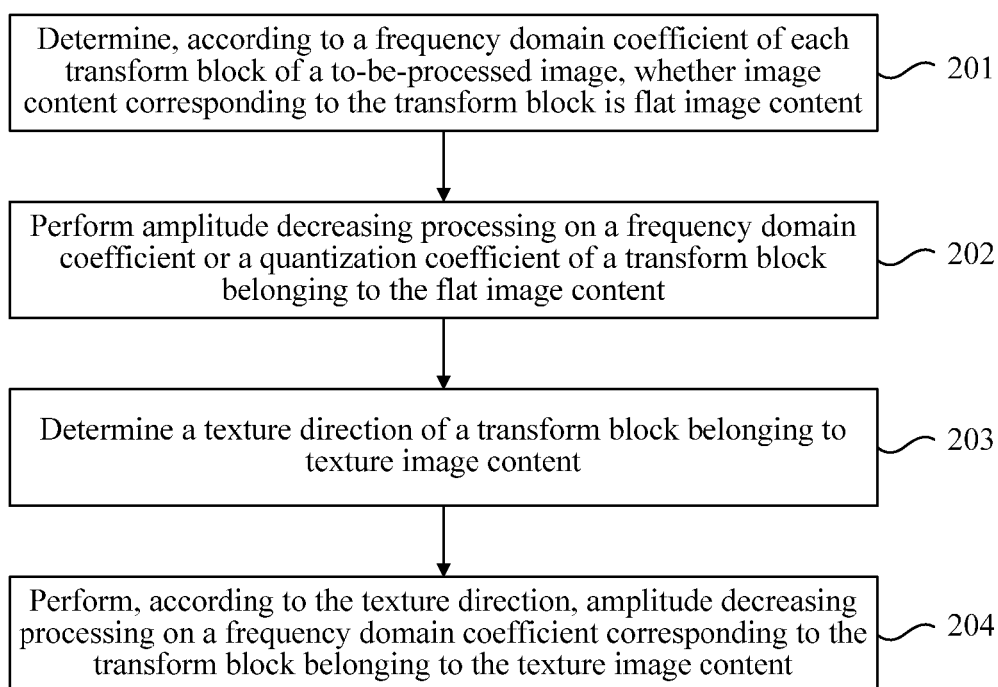 Determine, according to a frequency domain coefficient of each
transform block of a to-be-processed image, whether image
content corresponding to the transform block is flat image content
201
Perform amplitude decreasing processing on a frequency domain
coefficient or a quantization coefficient of a transform block
belonging to the flat image content
202
Determine a texture direction of a transform block belonging to
texture image content
203
Perform, according to the texture direction, amplitude decreasing
processing on a frequency domain coefficient corresponding to the
transform block belonging to the texture image content
204